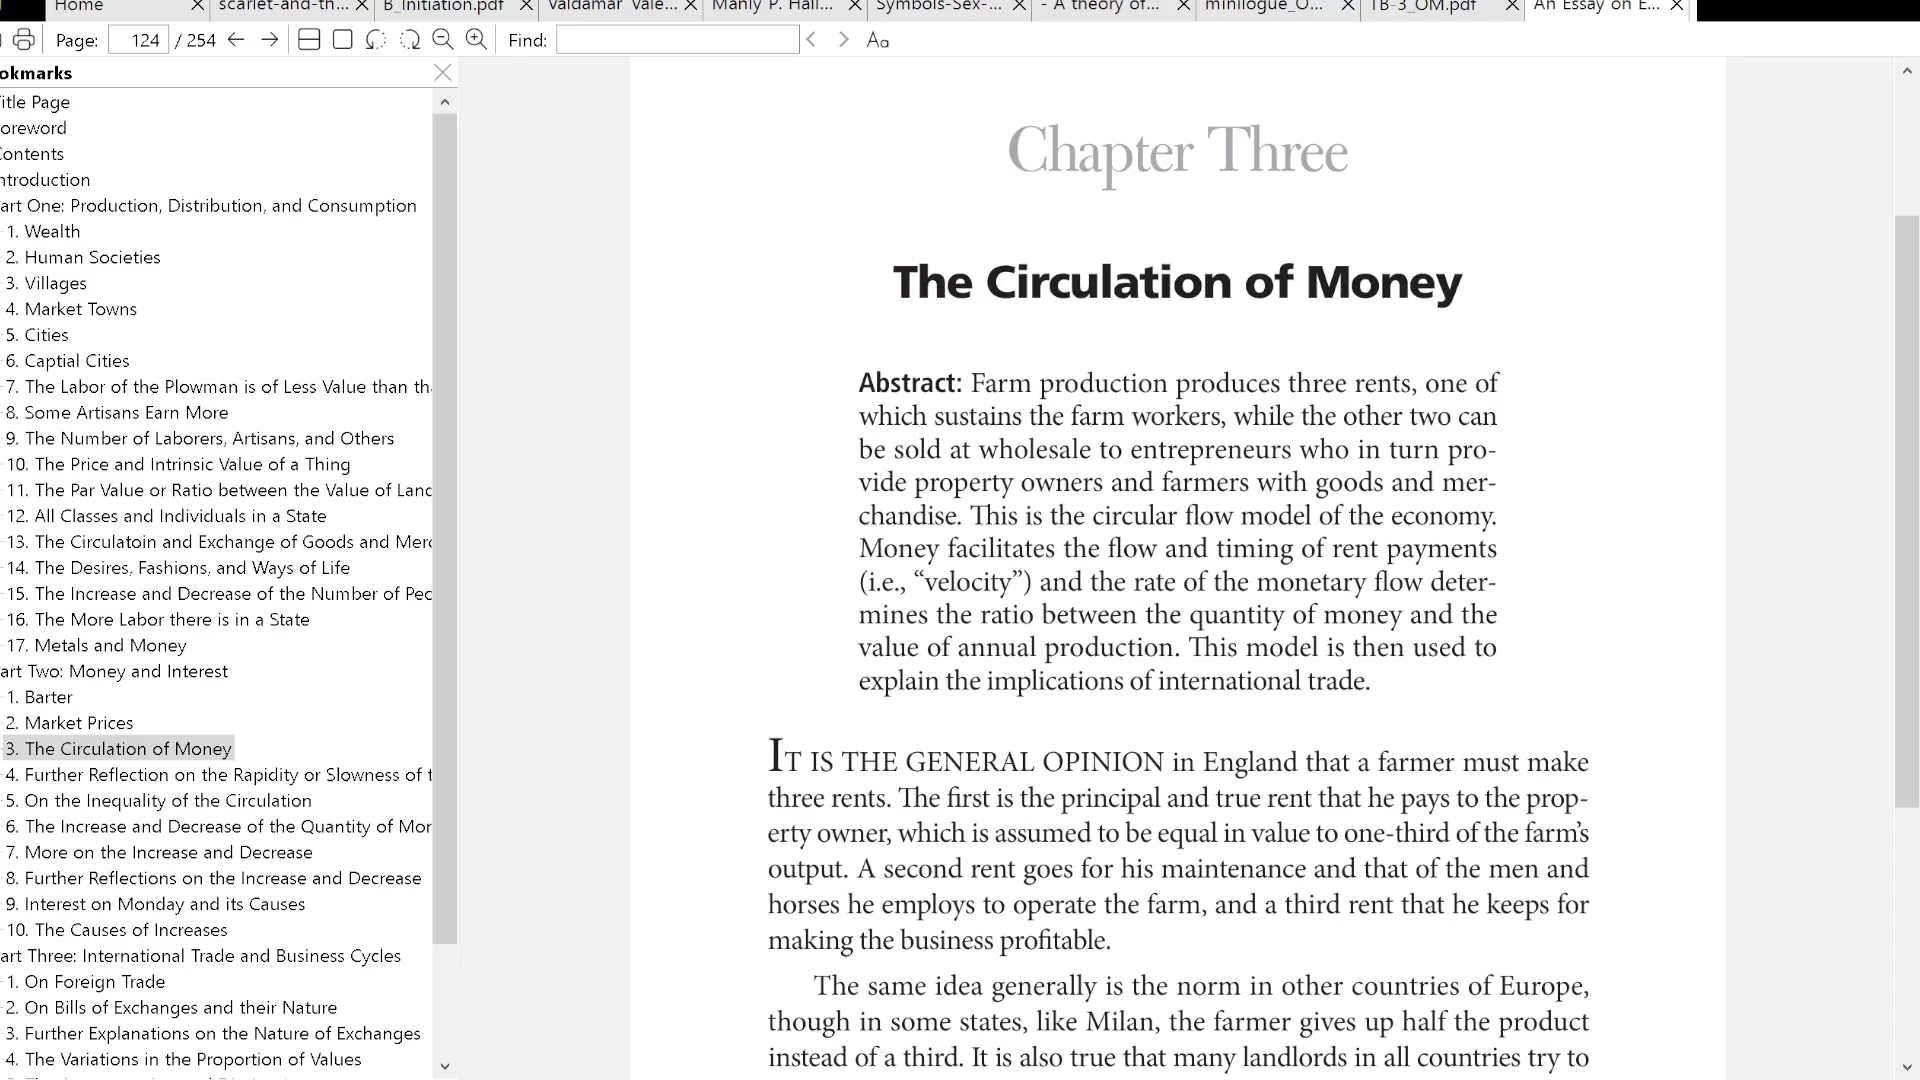 Home
scarlet-and-th...
B_Initiation.pdf
Valdamar Vale...
Manly P. Hall...
Symbols-Sex-...
- A theory of...
minilogue_O...
TB-3_OM.pdf
An Essay on E...
Page: 124 / 254
Find:
Aa
okmarks
itle Page
oreword
Contents
ntroduction
art One: Production, Distribution, and Consumption
1. Wealth
2. Human Societies
3. Villages
4. Market Towns
5. Cities
6. Captial Cities
7. The Labor of the Plowman is of Less Value than th
8. Some Artisans Earn More
9. The Number of Laborers, Artisans, and Others
10. The Price and Intrinsic Value of a Thing
11. The Par Value or Ratio between the Value of Land
12. All Classes and Individuals in a State
13. The Circulatoin and Exchange of Goods and Merc
14. The Desires, Fashions, and Ways of Life
15. The Increase and Decrease of the Number of Peo
16. The More Labor there is in a State
17. Metals and Money
art Two: Money and Interest
1. Barter
2. Market Prices
3. The Circulation of Money
4. Further Reflection on the Rapidity or Slowness of t
5. On the Inequality of the Circulation
6. The Increase and Decrease of the Quantity of Mon
7. More on the Increase and Decrease
8. Further Reflections on the Increase and Decrease
9. Interest on Monday and its Causes
10. The Causes of Increases
art Three: International Trade and Business Cycles
1. On Foreign Trade
2. On Bills of Exchanges and their Nature
3. Further Explanations on the Nature of Exchanges
4. The Variations in the Proportion of Values
Chapter Three
The Circulation of Money
Abstract: Farm production produces three rents, one of
which sustains the farm workers, while the other two can
be sold at wholesale to entrepreneurs who in turn pro-
vide property owners and farmers with goods and mer-
chandise. This is the circular flow model of the economy.
Money facilitates the flow and timing of rent payments
(i.e., “velocity”) and the rate of the monetary flow deter-
mines the ratio between the quantity of money and the
value of annual production. This model is then used to
explain the implications of international trade.
IT IS THE GENERAL OPINION in England that a farmer must make
three rents. The first is the principal and true rent that he pays to the prop-
erty owner, which is assumed to be equal in value to one-third of the farm’s
output. A second rent goes for his maintenance and that of the men and
horses he employs to operate the farm, and a third rent that he keeps for
making the business profitable.
The same idea generally is the norm in other countries of Europe,
though in some states, like Milan, the farmer gives up half the product
instead of a third. It is also true that many landlords in all countries try to